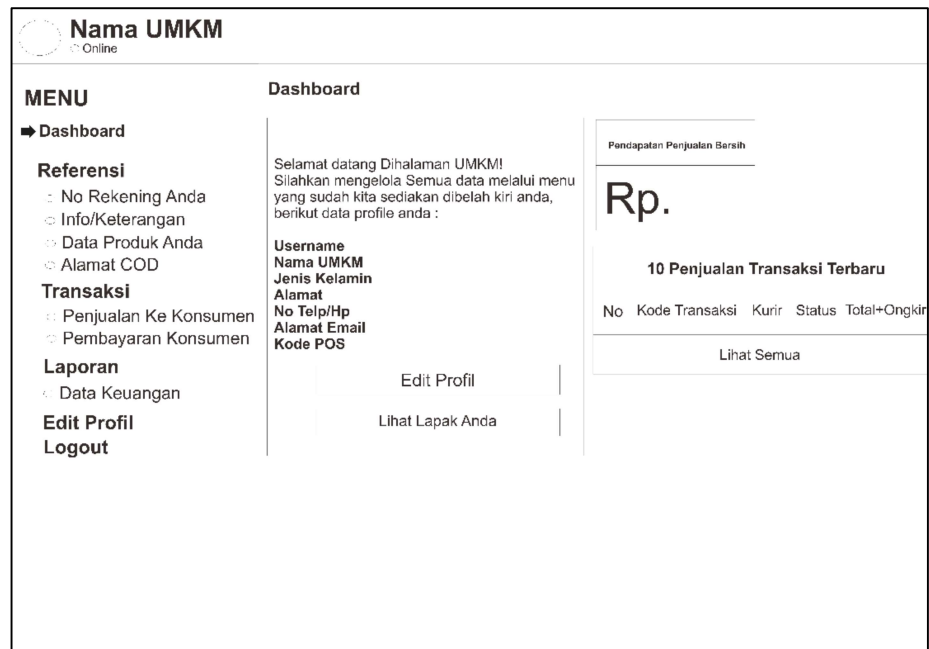 Nama UMKM
Online
MENU
Dashboard
Referensi
No Rekening Anda
Info/Keterangan
Data Produk Anda
Alamat COD
Transaksi
Penjualan Ke Konsumen
Pembayaran Konsumen
Laporan
Data Keuangan
Edit Profil
Logout
Dashboard
Selamat datang Dihalaman UMKM!
Silahkan mengelola Semua data melalui menu
yang sudah kita sediakan dibelah kiri anda,
berikut data profile anda :
Username
Nama UMKM
Jenis Kelamin
Alamat
No Telp/Hp
Alamat Email
Kode POS
Edit Profil
Lihat Lapak Anda
Pendapatan Penjualan Bersih
Rp.
10 Penjualan Transaksi Terbaru
No Kode Transaksi Kurir Status Total+Ongkir
Lihat Semua